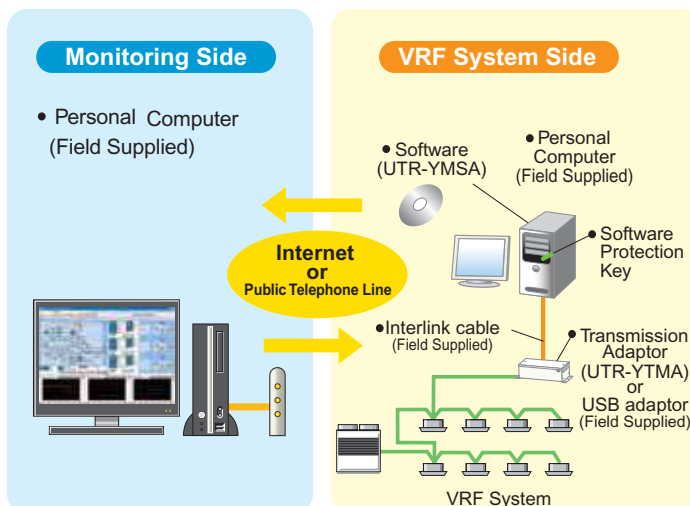 Monitoring Side
• Personal Computer
(Field Supplied)
Internet
or
Public Telephone Line
VRF System Side
• Software
(UTR-YMSA)
• Personal
Computer
(Field Supplied)
• Software
Protection
Key
• Interlink cable
(Field Supplied)
• Transmission
Adaptor
(UTR-YTMA)
or
USB adaptor
(Field Supplied)
VRF System